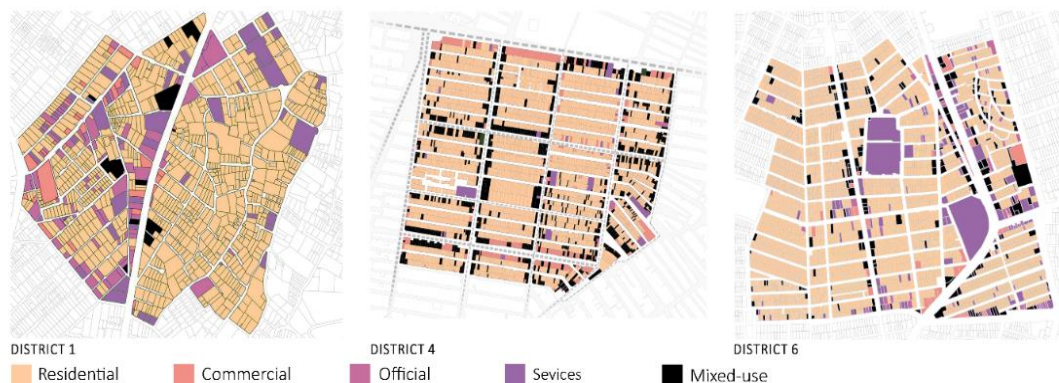 DISTRICT 1
DISTRICT 4
DISTRICT 6
Residential
Commercial
Official
Sevices
Mixed-use